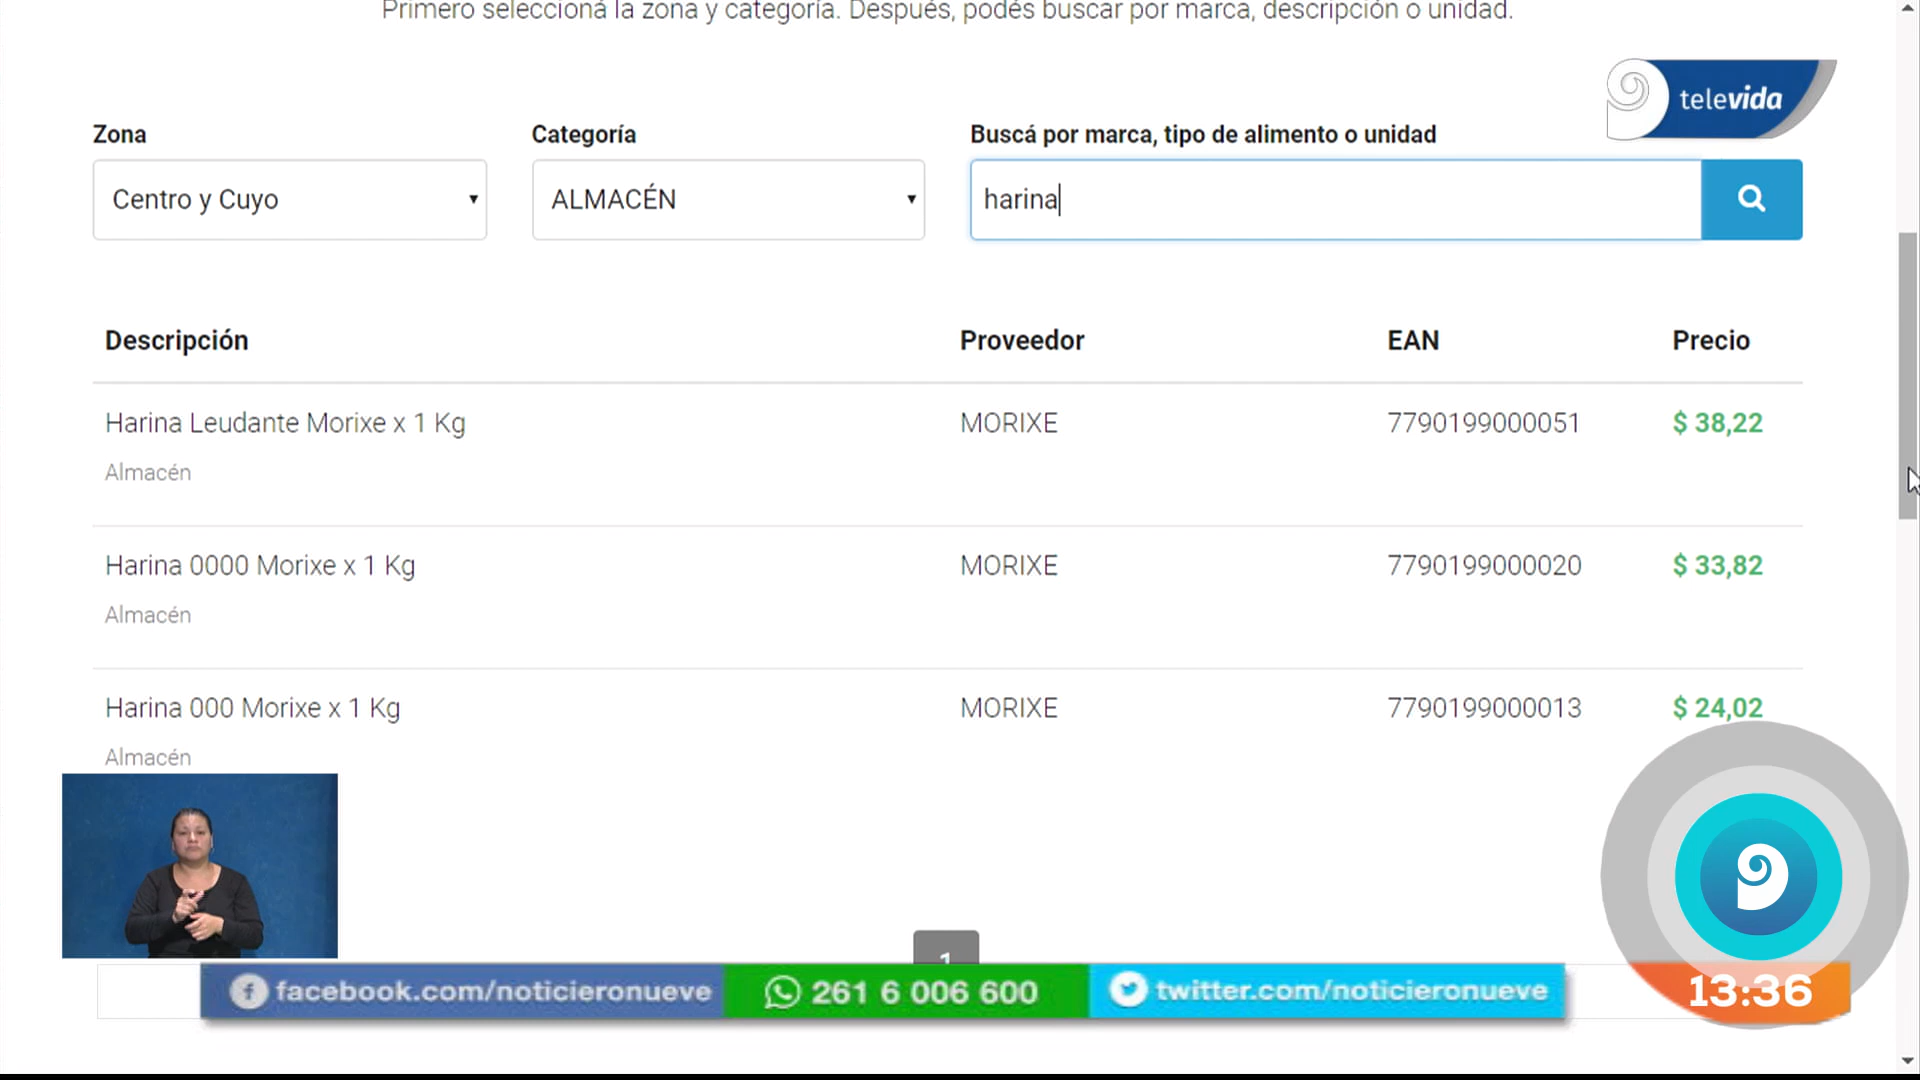 Primero seleccioná la zona y categoría. Después, podés buscar por marca, descripción o unidad.
televida
Zona
Categoría
Buscá por marca, tipo de alimento o unidad
Centro y Cuyo
ALMACÉN
harina
Descripción Proveedor EAN Precio
Harina Leudante Morixe x 1 Kg MORIXE 7790199000051 $ 38,22
Almacén
Harina 0000 Morixe x 1 Kg MORIXE 7790199000020 $ 33,82
Almacén
Harina 000 Morixe x 1 Kg MORIXE 7790199000013 $ 24,02
Almacén
1
facebook.com/noticieronueve 261 6 006 600 twitter.com/noticieronueve
13:36